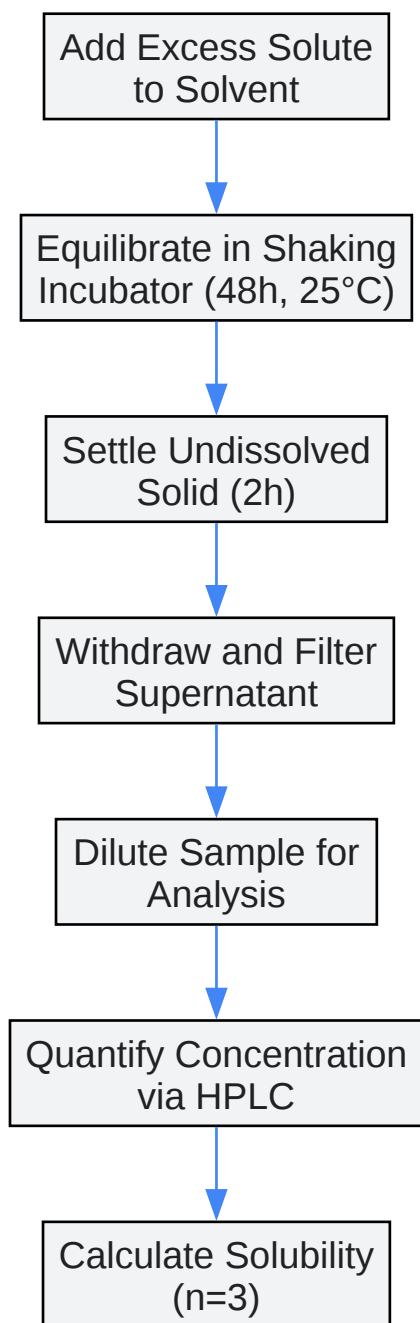 Add Excess Solute
to Solvent
Equilibrate in Shaking
Incubator (48h, 25°C)
Settle Undissolved
Solid (2h)
Withdraw and Filter
Supernatant
Dilute Sample for
Analysis
Quantify Concentration
via HPLC
Calculate Solubility
(n=3)